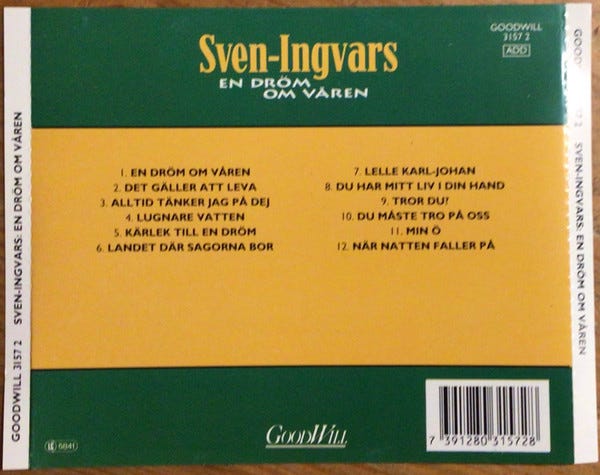 GOODWILL
3157 2
ADD
Sven-Ingvars
EN DRÖM
OM VÅREN
1. EN DRÖM OM VÅREN
2. DET GÄLLER ATT LEVA
3. ALLTID TÄNKER JAG PÅ DEJ
4. LUGNARE VATTEN
5. KÄRLEK TILL EN DRÖM
6. LANDET DÄR SAGORNA BOR
7. LELLE KARL-JOHAN
8. DU HAR MITT LIV I DIN HAND
9. TROR DU?
10. DU MÅSTE TRO PÅ OSS
11. MIN Ö
12. NÄR NATTEN FALLER PÅ
GOODWILL
7 391280 315728
GOODWILL 3157 2 SVEN-INGVARS: EN DRÖM OM VÅREN
SVEN-INGVARS: EN DRÖM OM VÅREN